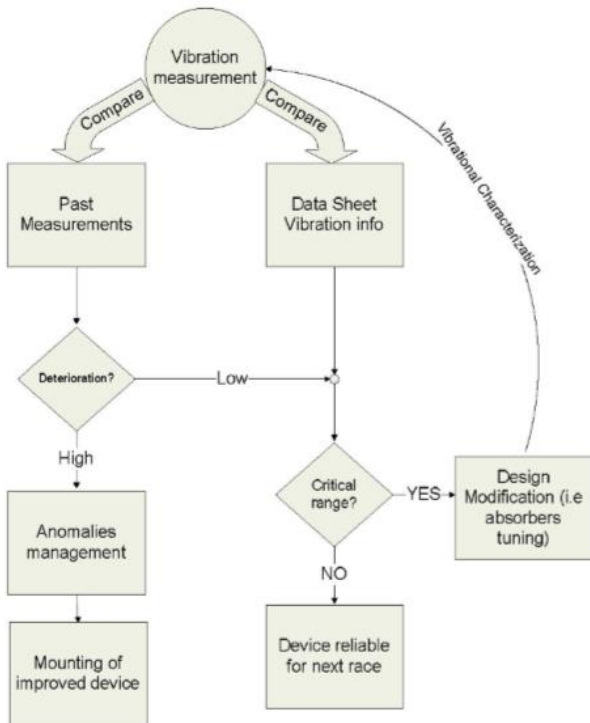 Vibration
measurement
Compare
Compare
Past
Measurements
Data Sheet
Vibration info
Vibrational Characterization
Deterioration?
Low
High
Critical
range?
YES
Design
Modification (i.e
absorbers
tuning)
Anomalies
management
NO
Mounting of
improved device
Device reliable
for next race